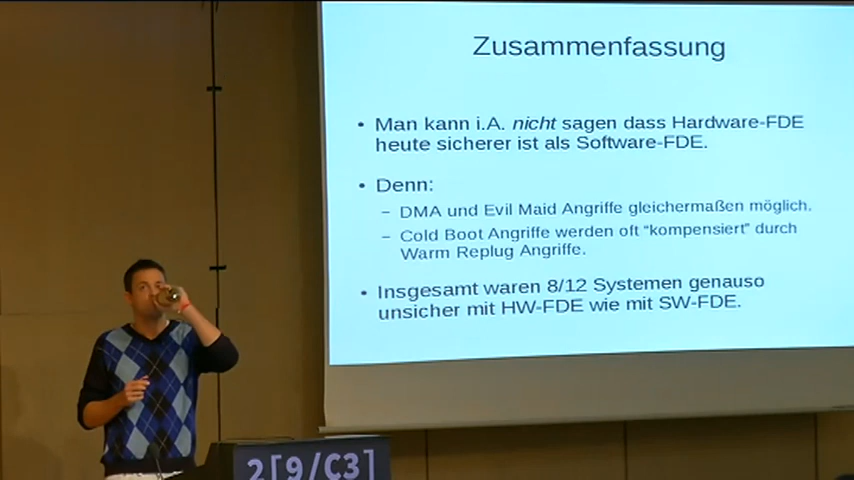 Zusammenfassung
• Man kann i.A. nicht sagen dass Hardware-FDE
heute sicherer ist als Software-FDE.
• Denn:
– DMA und Evil Maid Angriffe gleichermaßen möglich.
– Cold Boot Angriffe werden oft “kompensiert” durch
Warm Replug Angriffe.
• Insgesamt waren 8/12 Systemen genauso
unsicher mit HW-FDE wie mit SW-FDE.
2[9/C3]